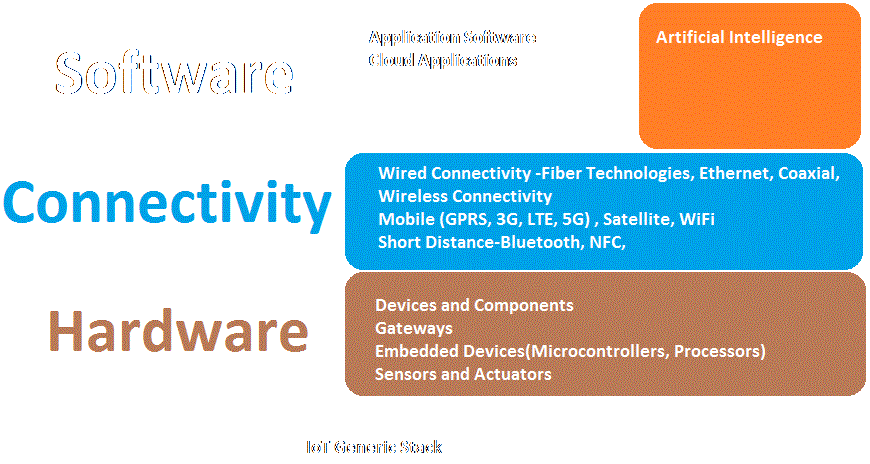 Software
Application Software
Cloud Applications
Artificial Intelligence
Connectivity
Wired Connectivity -Fiber Technologies, Ethernet, Coaxial,
Wireless Connectivity
Mobile (GPRS, 3G, LTE, 5G) , Satellite, WiFi
Short Distance-Bluetooth, NFC,
Hardware
Devices and Components
Gateways
Embedded Devices(Microcontrollers, Processors)
Sensors and Actuators
IoT Generic Stack